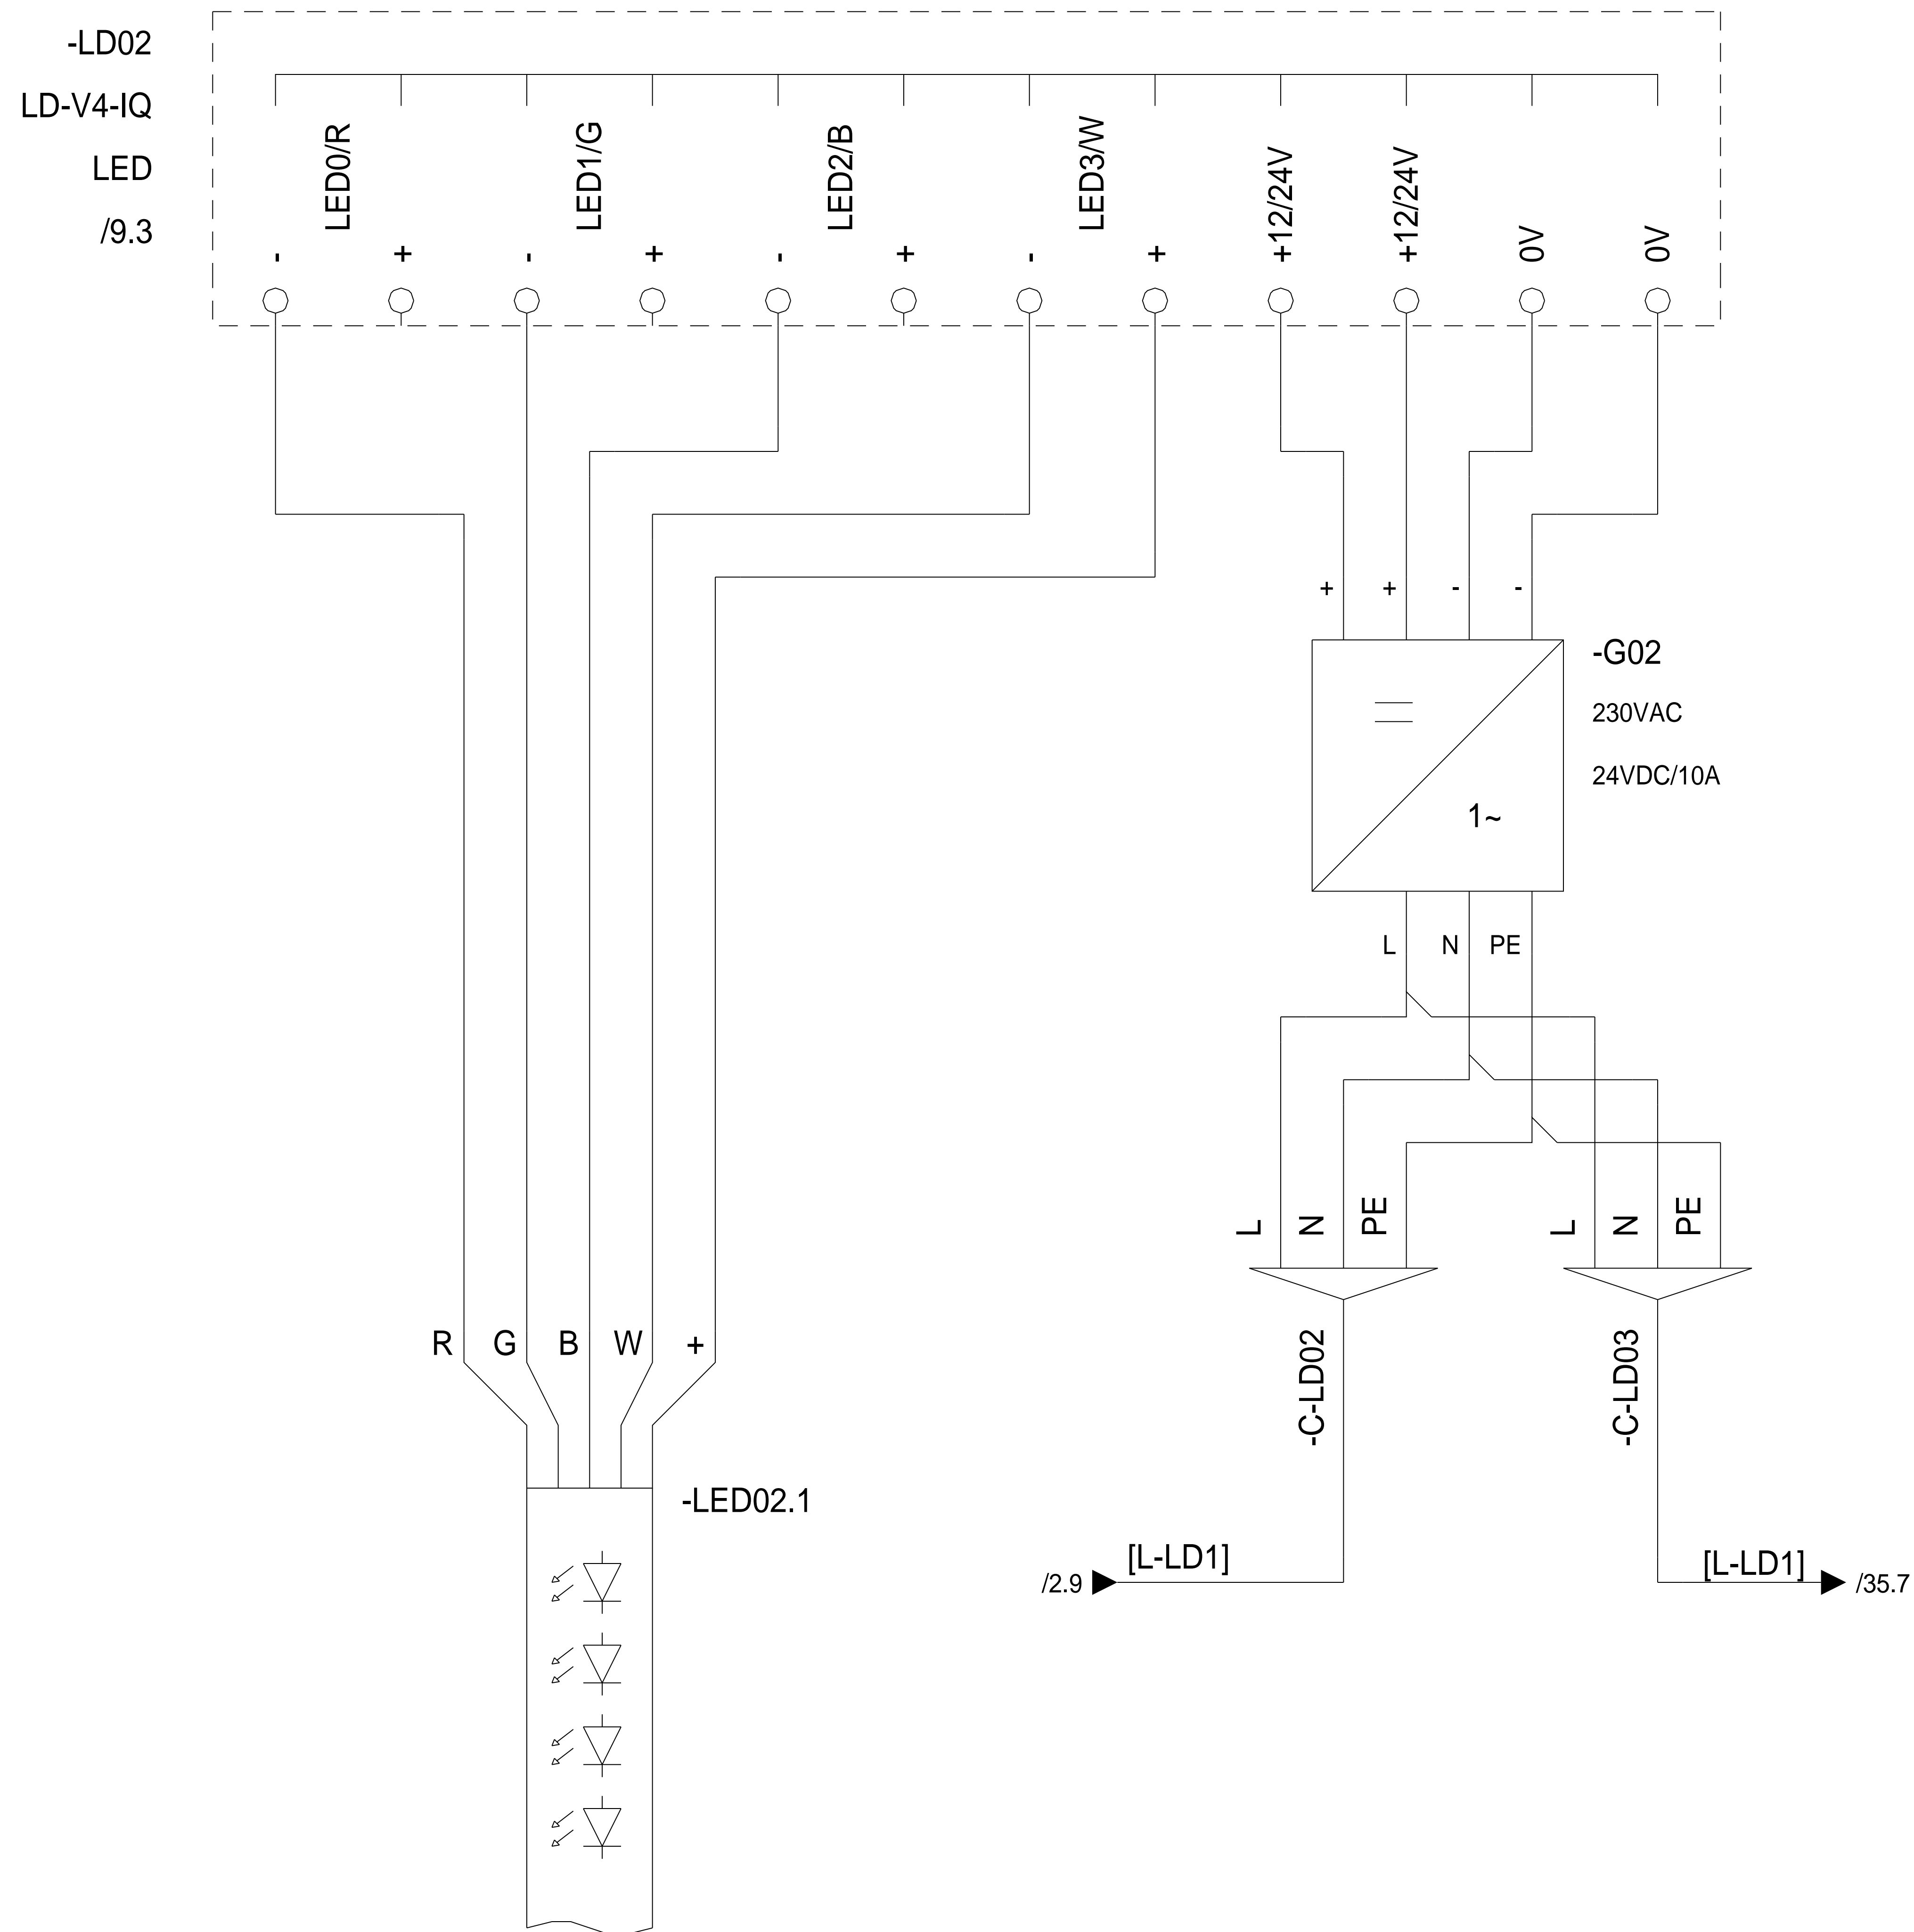 -LD02
LD-V4-IQ
LED
/9.3
LED0/R
LED1/G
LED2/B
LED3/W
+12/24V
+12/24V
0V
0V
- + - + - + - +
+ + - -
-G02
230VAC
24VDC/10A
1~
L N PE
L N PE L N PE
R G B W +
-C-LD02
-C-LD03
-LED02.1
/2.9 [L-LD1]
[L-LD1] /35.7